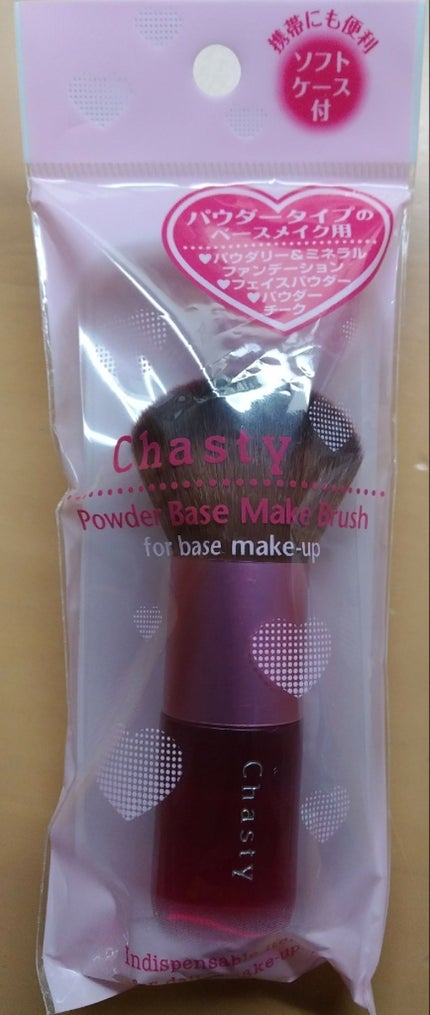 携帯にも便利
ソフト
ケース
付
パウダータイプの
ベースメイク用
♥パウダリー&ミネラル
ファンデーション
♥フェイスパウダー
♥パウダー
チーク
Chasty
Powder Base Make Brush
for base make-up
Chasty
Indispensable
make-up